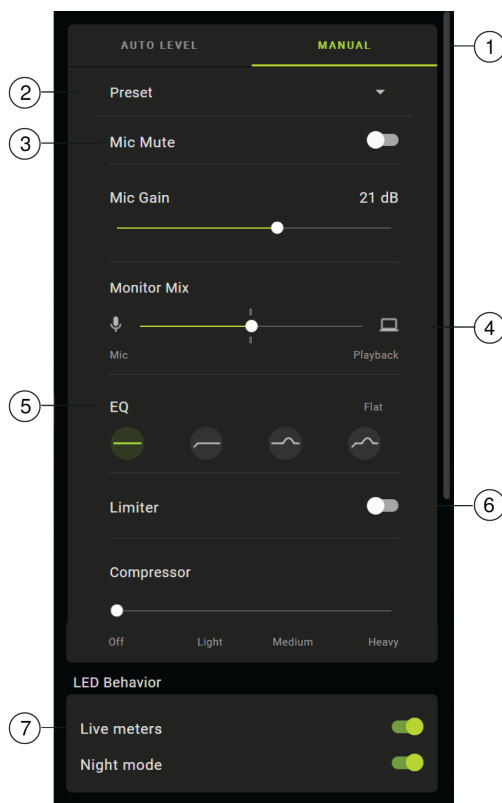 AUTO LEVEL MANUAL 1
2 Preset
3 Mic Mute
Mic Gain 21 dB
Monitor Mix
4
Mic Playback
5 EQ Flat
Limiter 6
Compressor
Off Light Medium Heavy
LED Behavior
7 Live meters
Night mode